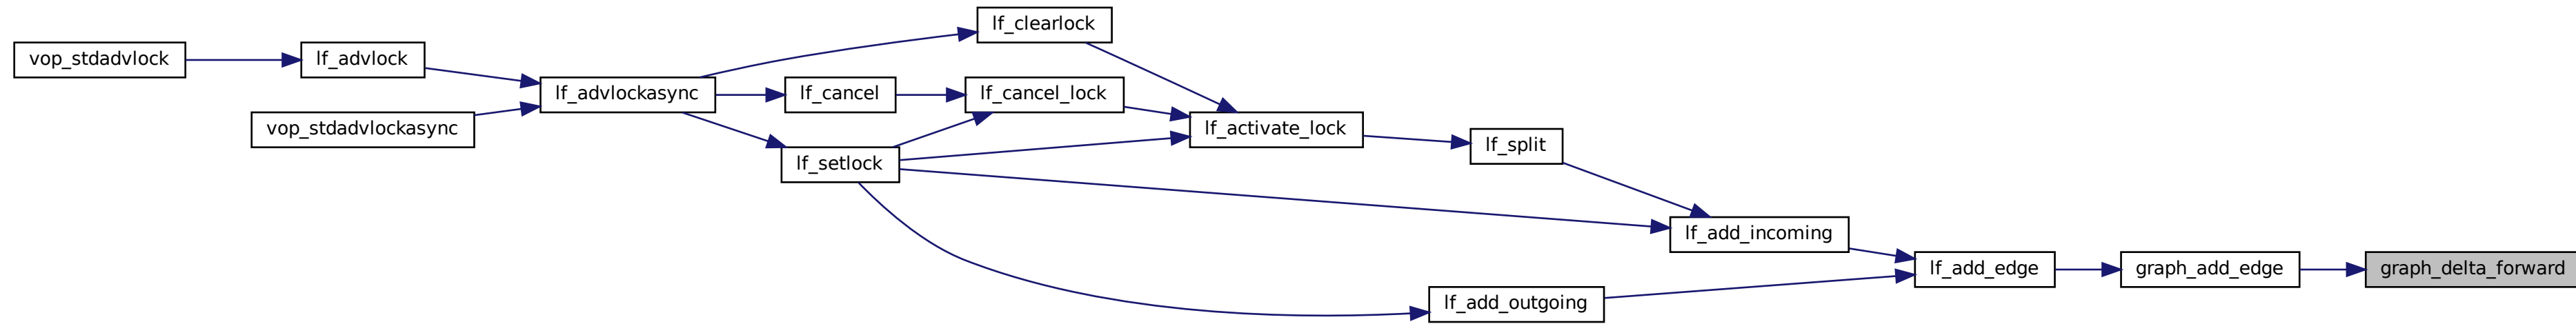 lf_clearlock
vop_stdadvlock
lf_advlock
lf_advlockasync
lf_cancel
lf_cancel_lock
vop_stdadvlockasync
lf_activate_lock
lf_split
lf_setlock
lf_add_incoming
lf_add_edge
graph_add_edge
graph_delta_forward
lf_add_outgoing